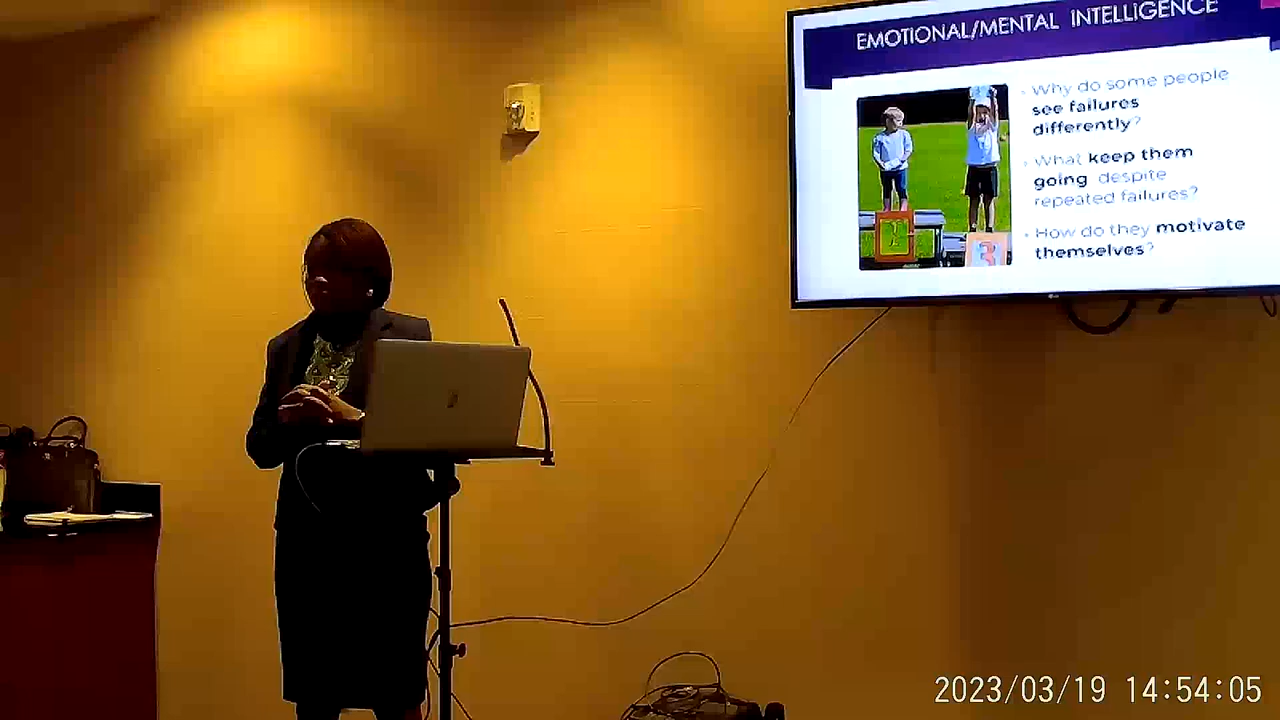 EMOTIONAL/MENTAL INTELLIGENCE
Why do some people
see failures
differently?
What keep them
going despite
repeated failures?
How do they motivate
themselves?
3
2023/03/19 14:54:05